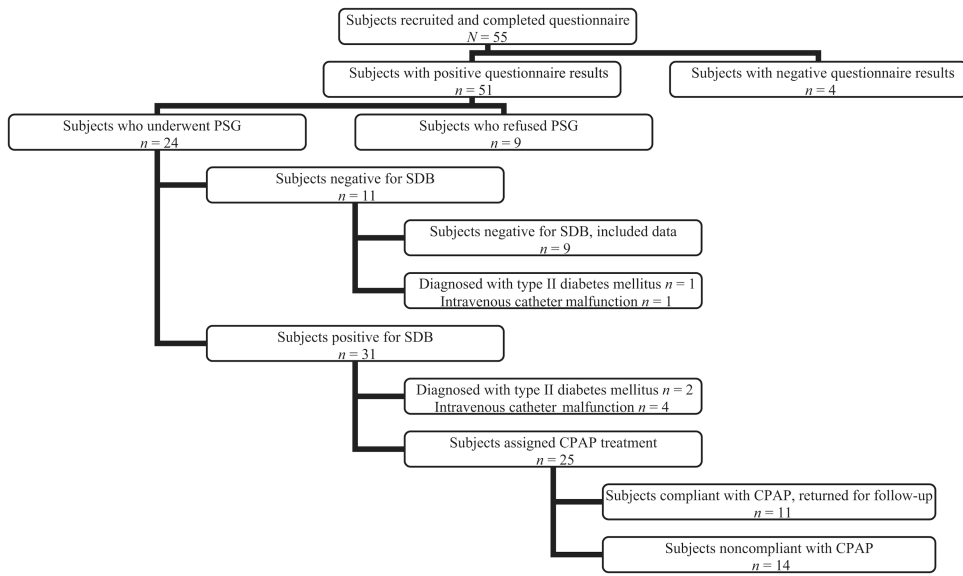 Subjects recruited and completed questionnaire
N = 55
Subjects with positive questionnaire results
n = 51
Subjects with negative questionnaire results
n = 4
Subjects who underwent PSG
n = 24
Subjects who refused PSG
n = 9
Subjects negative for SDB
n = 11
Subjects negative for SDB, included data
n = 9
Diagnosed with type II diabetes mellitus n = 1
Intravenous catheter malfunction n = 1
Subjects positive for SDB
n = 31
Diagnosed with type II diabetes mellitus n = 2
Intravenous catheter malfunction n = 4
Subjects assigned CPAP treatment
n = 25
Subjects compliant with CPAP, returned for follow-up
n = 11
Subjects noncompliant with CPAP
n = 14